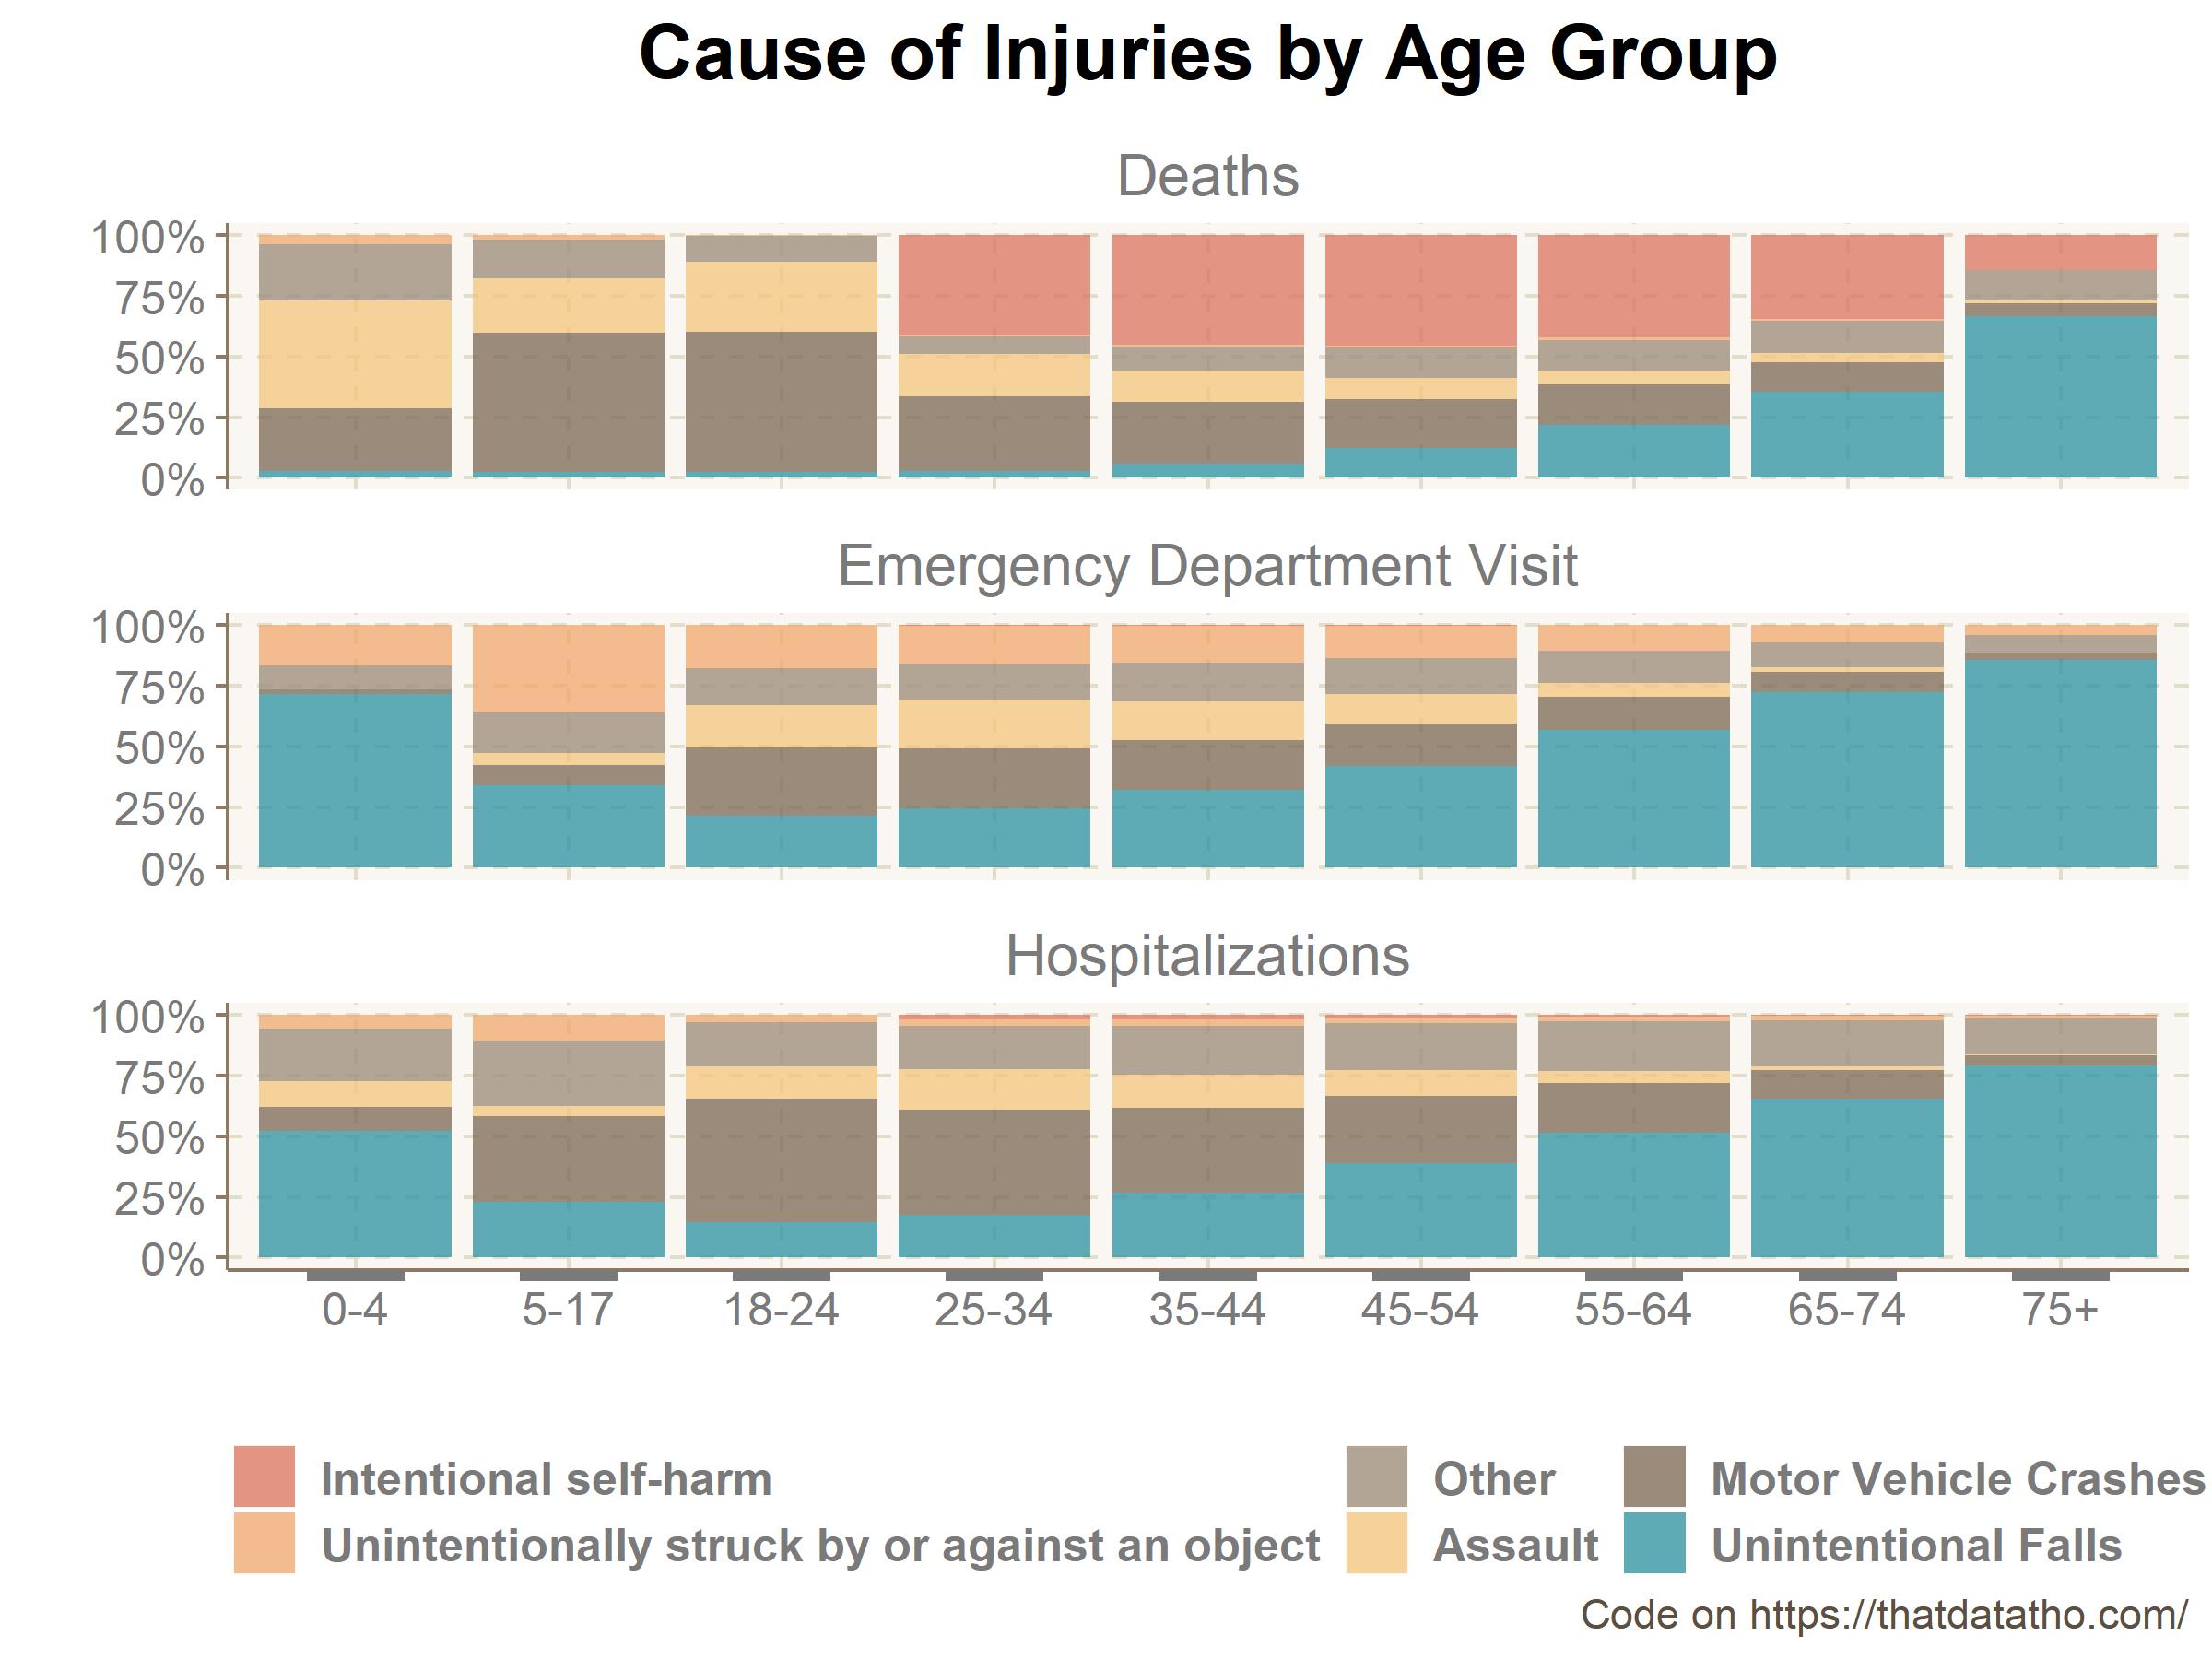 Cause of Injuries by Age Group
Deaths
100%
75%
50%
25%
0%
Emergency Department Visit
100%
75%
50%
25%
0%
Hospitalizations
100%
75%
50%
25%
0%
0-4 5-17 18-24 25-34 35-44 45-54 55-64 65-74 75+
Intentional self-harm Other Motor Vehicle Crashes
Unintentionally struck by or against an object Assault Unintentional Falls
Code on https://thatdatatho.com/